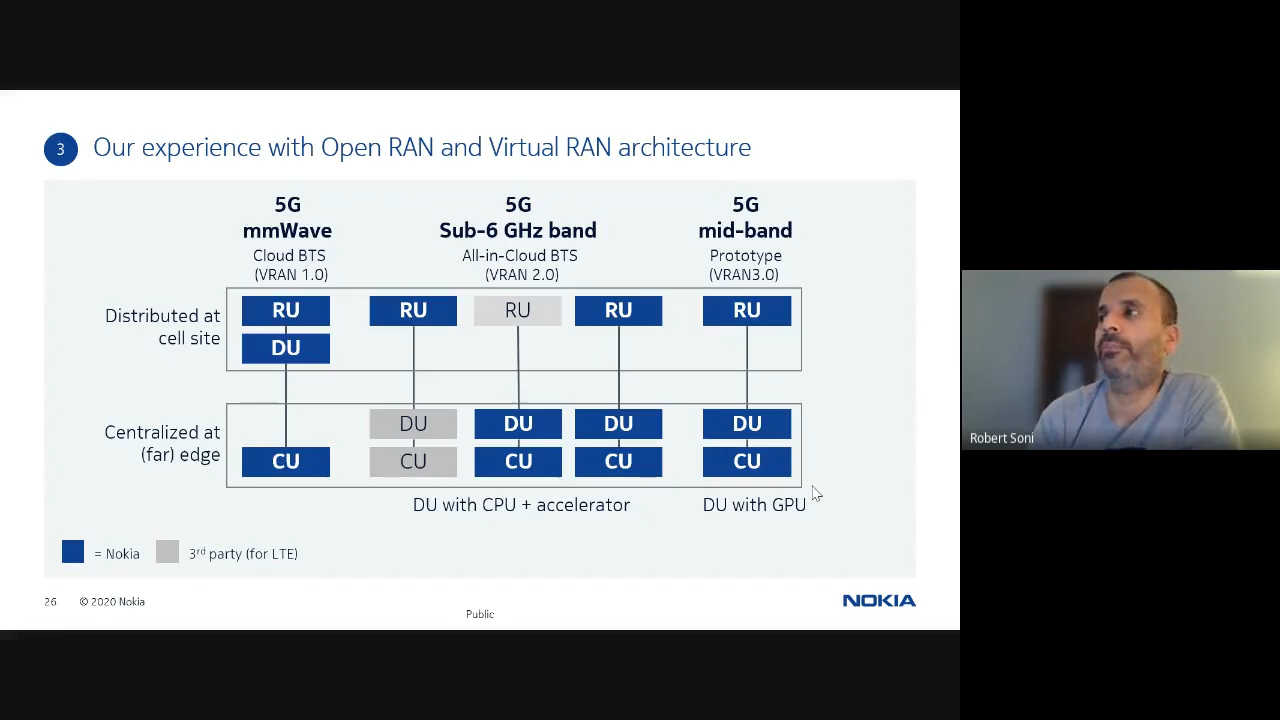 3
Our experience with Open RAN and Virtual RAN architecture
5G
mmWave
Cloud BTS
(VRAN 1.0)
5G
Sub-6 GHz band
All-in-Cloud BTS
(VRAN 2.0)
5G
mid-band
Prototype
(VRAN3.0)
Distributed at
cell site
RU RU RU RU RU
DU
Centralized at
(far) edge
DU DU DU DU
CU CU CU CU CU
DU with CPU + accelerator
DU with GPU
= Nokia
3rd party (for LTE)
26 © 2020 Nokia
Public
NOKIA
Robert Soni